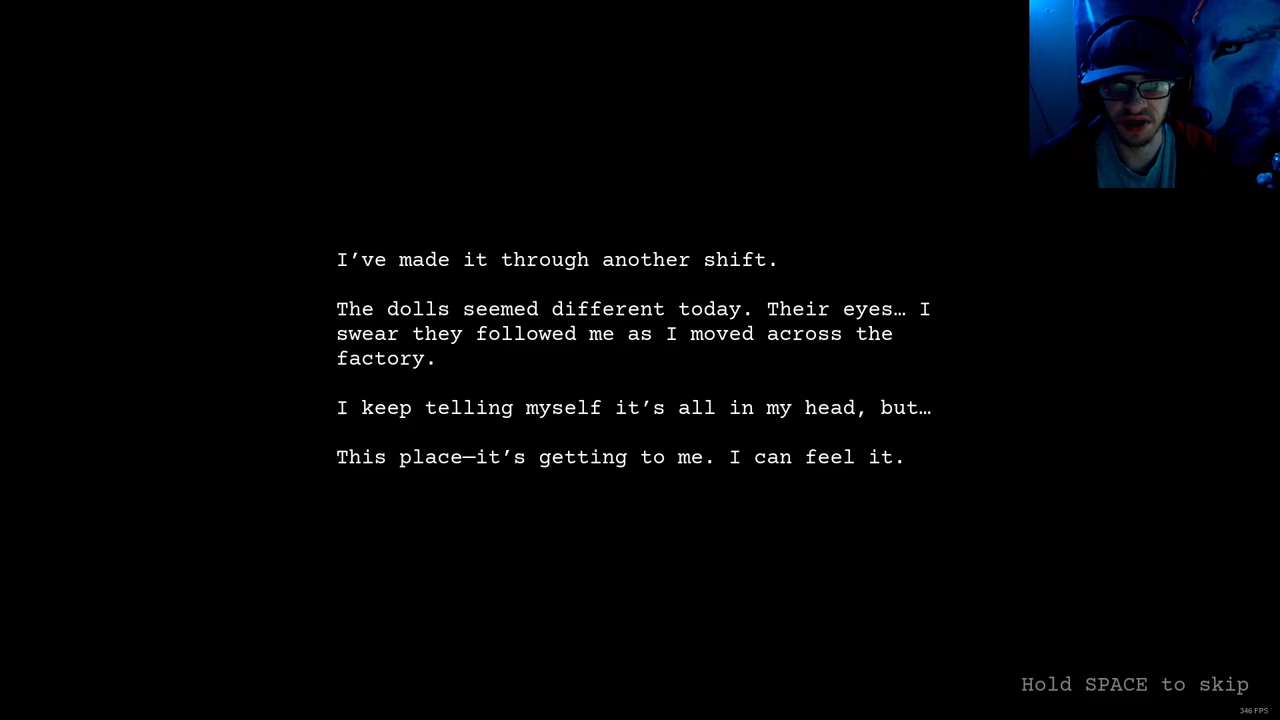 I’ve made it through another shift.
The dolls seemed different today. Their eyes… I
swear they followed me as I moved across the
factory.
I keep telling myself it’s all in my head, but…
This place—it’s getting to me. I can feel it.
Hold SPACE to skip
346 FPS